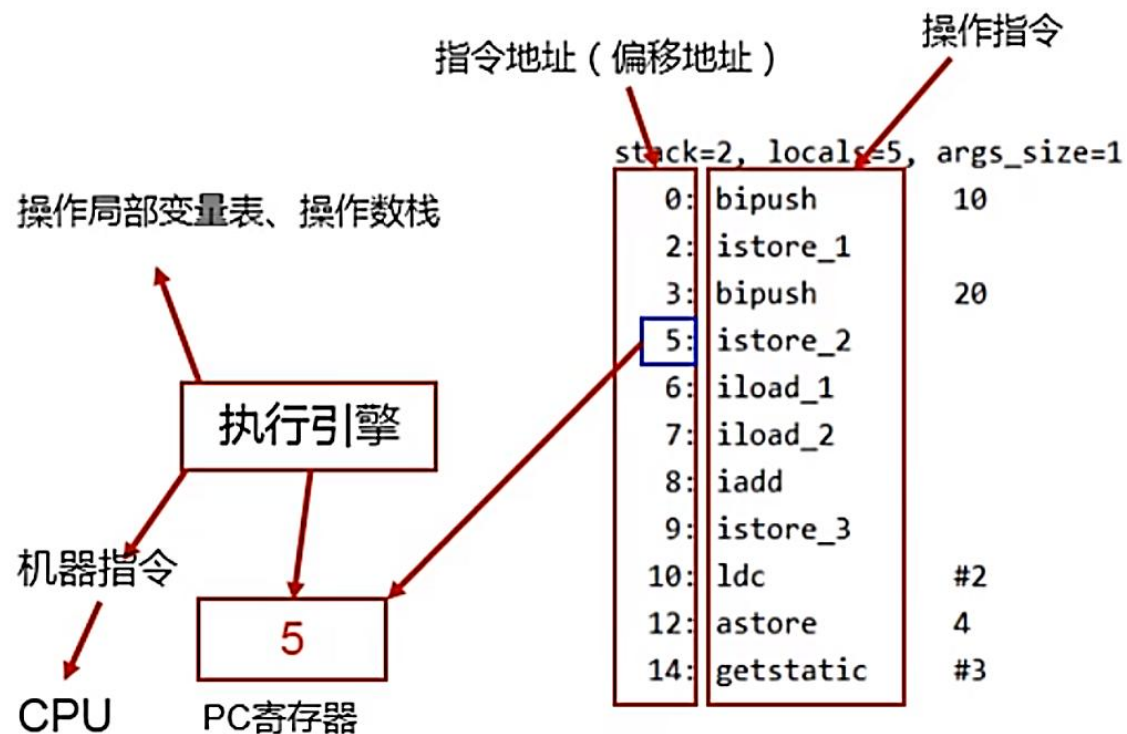 操作指令
指令地址（偏移地址）
stack=2, locals=5, args_size=1
0: bipush 10
2: istore_1
3: bipush 20
5: istore_2
6: iload_1
7: iload_2
8: iadd
9: istore_3
10: ldc #2
12: astore 4
14: getstatic #3
操作局部变量表、操作数栈
执行引擎
机器指令
CPU
5
PC寄存器